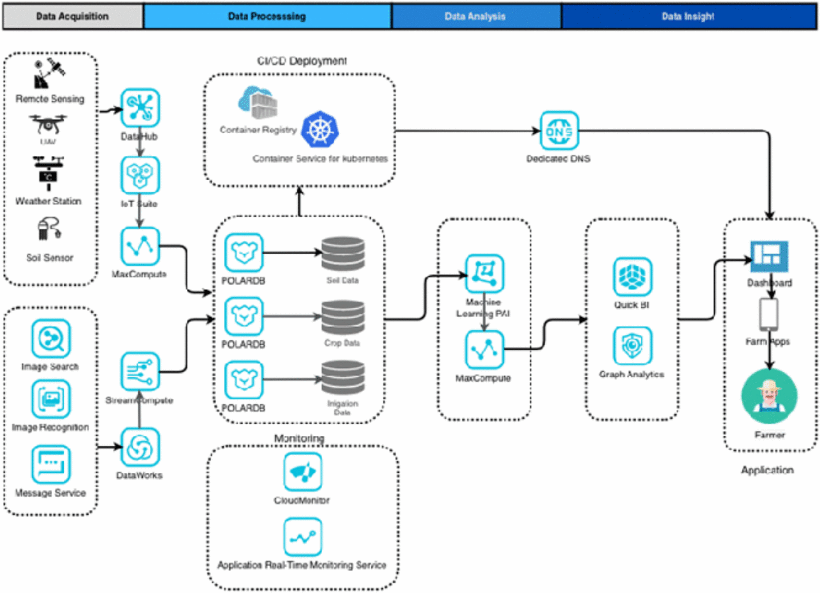 Data Acquisition
Data Processsing
Data Analysis
Data Insight
CI/CD Deployment
Remote Sensing
UAV
Weather Station
Soil Sensor
DataHub
IoT Suite
MaxCompute
Container Registry
Container Service for kubernetes
Dedicated DNS
DNS
POLARDB
Soil Data
POLARDB
Crop Data
POLARDB
Irrigation
Data
Machine
Learning PAI
MaxCompute
Quick BI
Graph Analytics
Dashboard
Farm Apps
Farmer
Application
Image Search
Image Recognition
Message Service
StreamCompute
DataWorks
Monitoring
CloudMonitor
Application Real-Time Monitoring Service